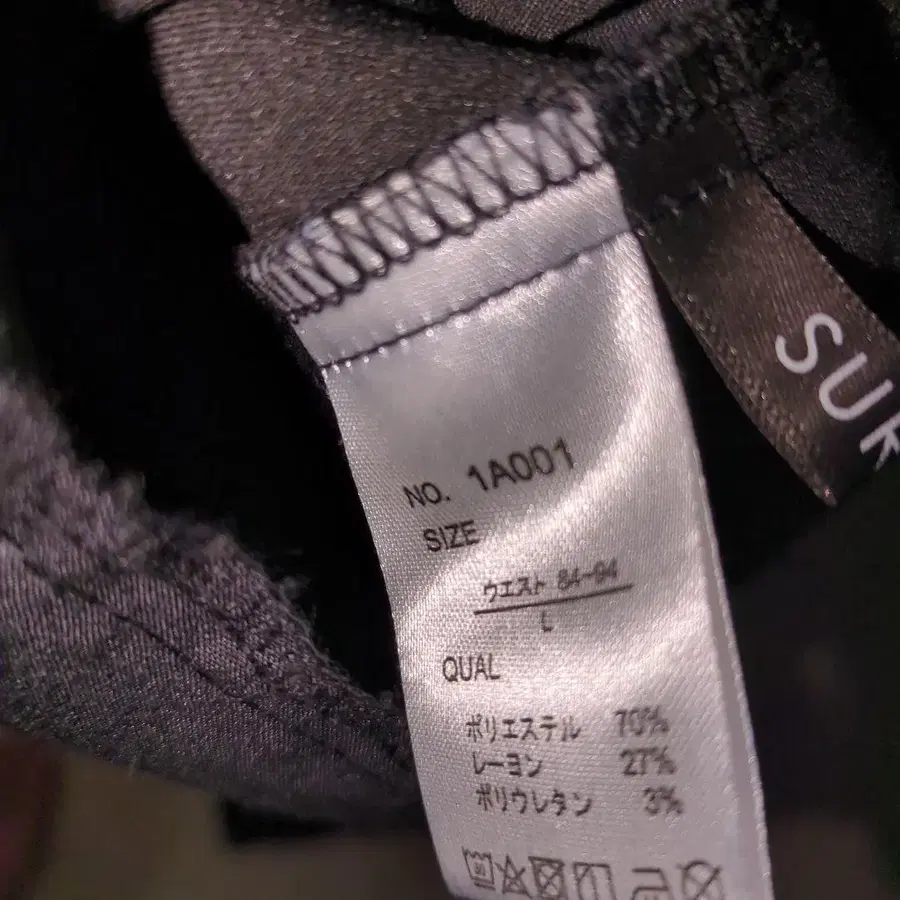 NO. 1A001
SIZE
ウエスト 84-94
L
QUAL
ポリエステル 70%
レーヨン 27%
ポリウレタン 3%
SUK